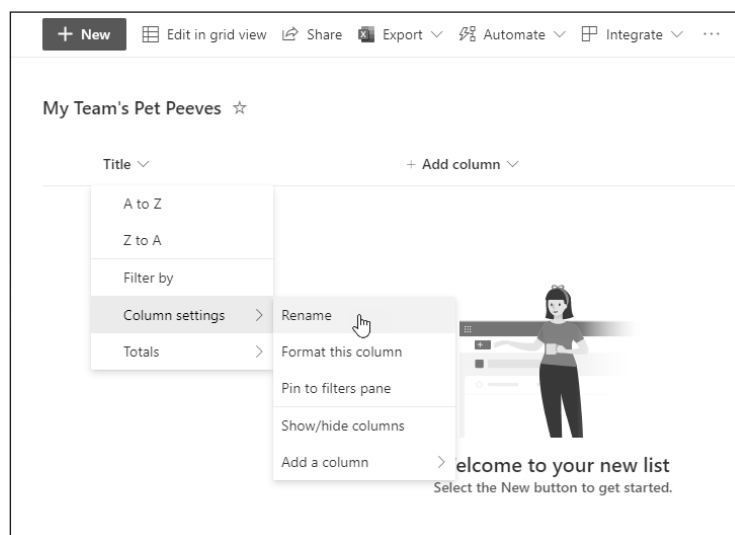 + New Edit in grid view Share Export Automate Integrate ...
My Team's Pet Peeves
Title + Add column
A to Z
Z to A
Filter by
Column settings
Totals
Rename
Format this column
Pin to filters pane
Show/hide columns
Add a column
elcome to your new list
Select the New button to get started.